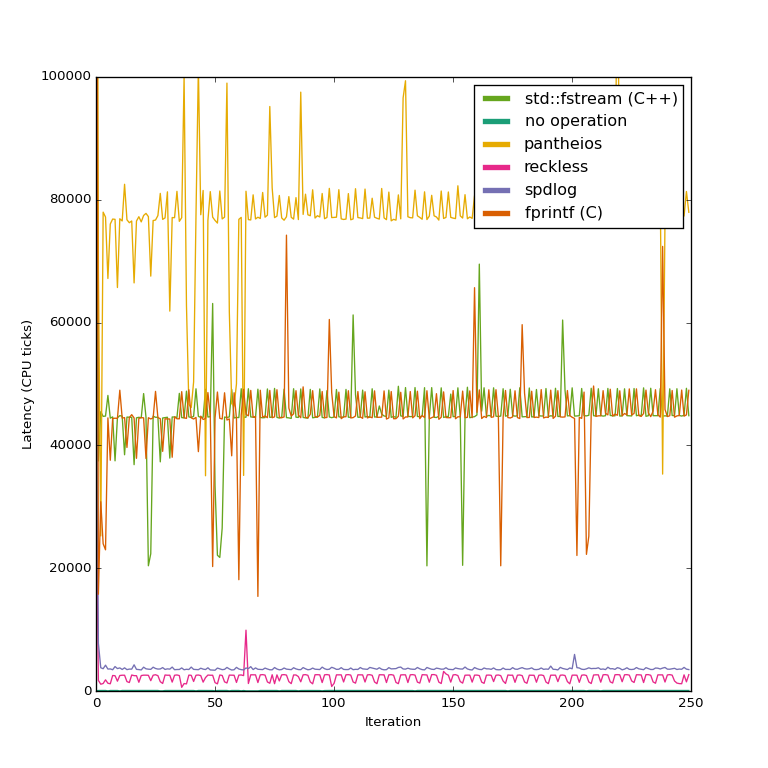 100000
80000
60000
40000
20000
0
Latency (CPU ticks)
std::fstream (C++)
no operation
pantheios
reckless
spdlog
fprintf (C)
0 50 100 150 200 250
Iteration